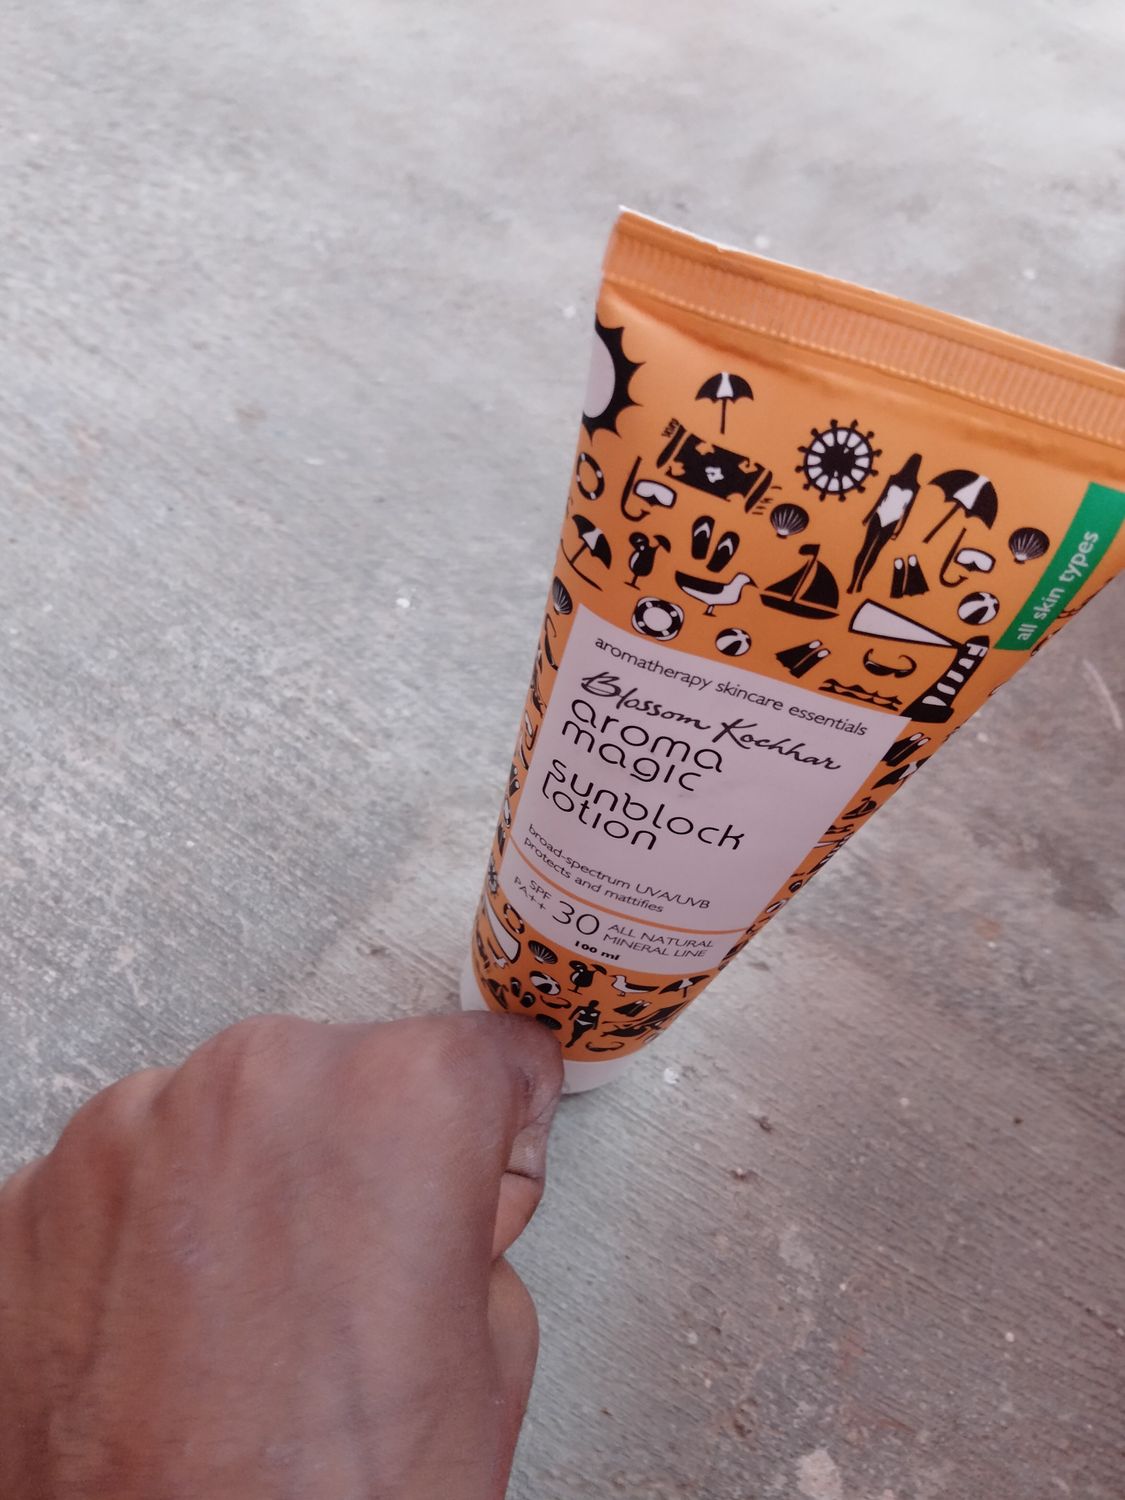 all skin types
aromatherapy skincare essentials
Blossom Kochhar
aroma
magic
sunblock
lotion
broad-spectrum UVA/UVB
protects and mattifies
SPF 30 ALL NATURAL
PA++ MINERAL LINE
100 ml